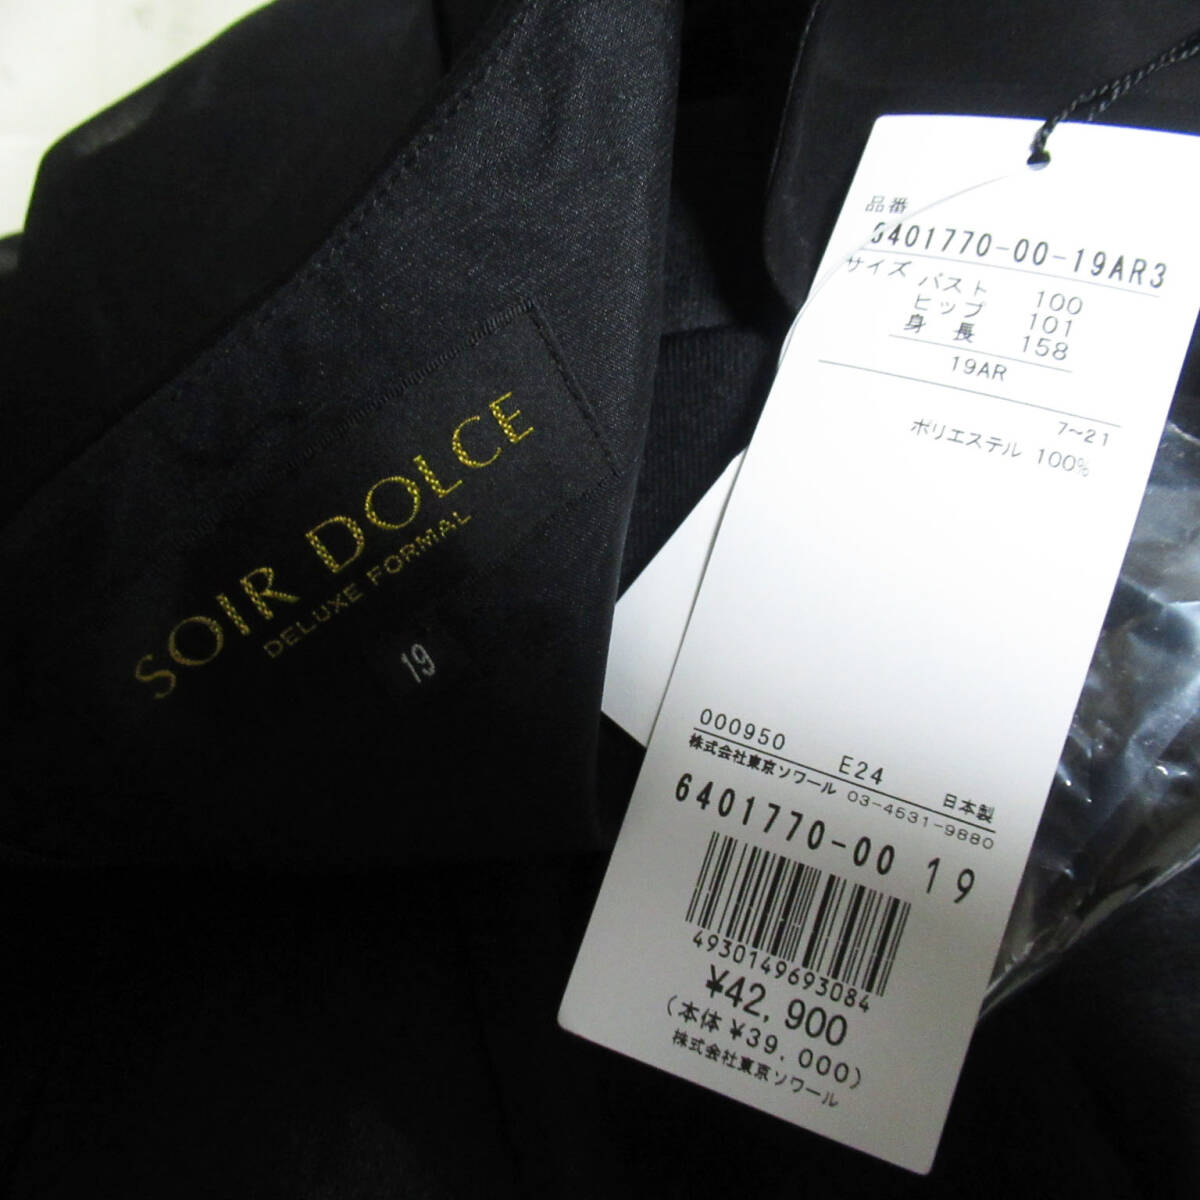 SOIR DOLCE
DELUXE FORMAL
19
品番
6401770-00-19AR3
サイズ バスト 100
ヒップ 101
身長 158
19AR
7～21
ポリエステル 100%
000950 E24 日本製
株式会社東京ソワール 03-4531-9880
6401770-00 19
4930149693084
¥42,900
(本体¥39,000)
株式会社東京ソワール